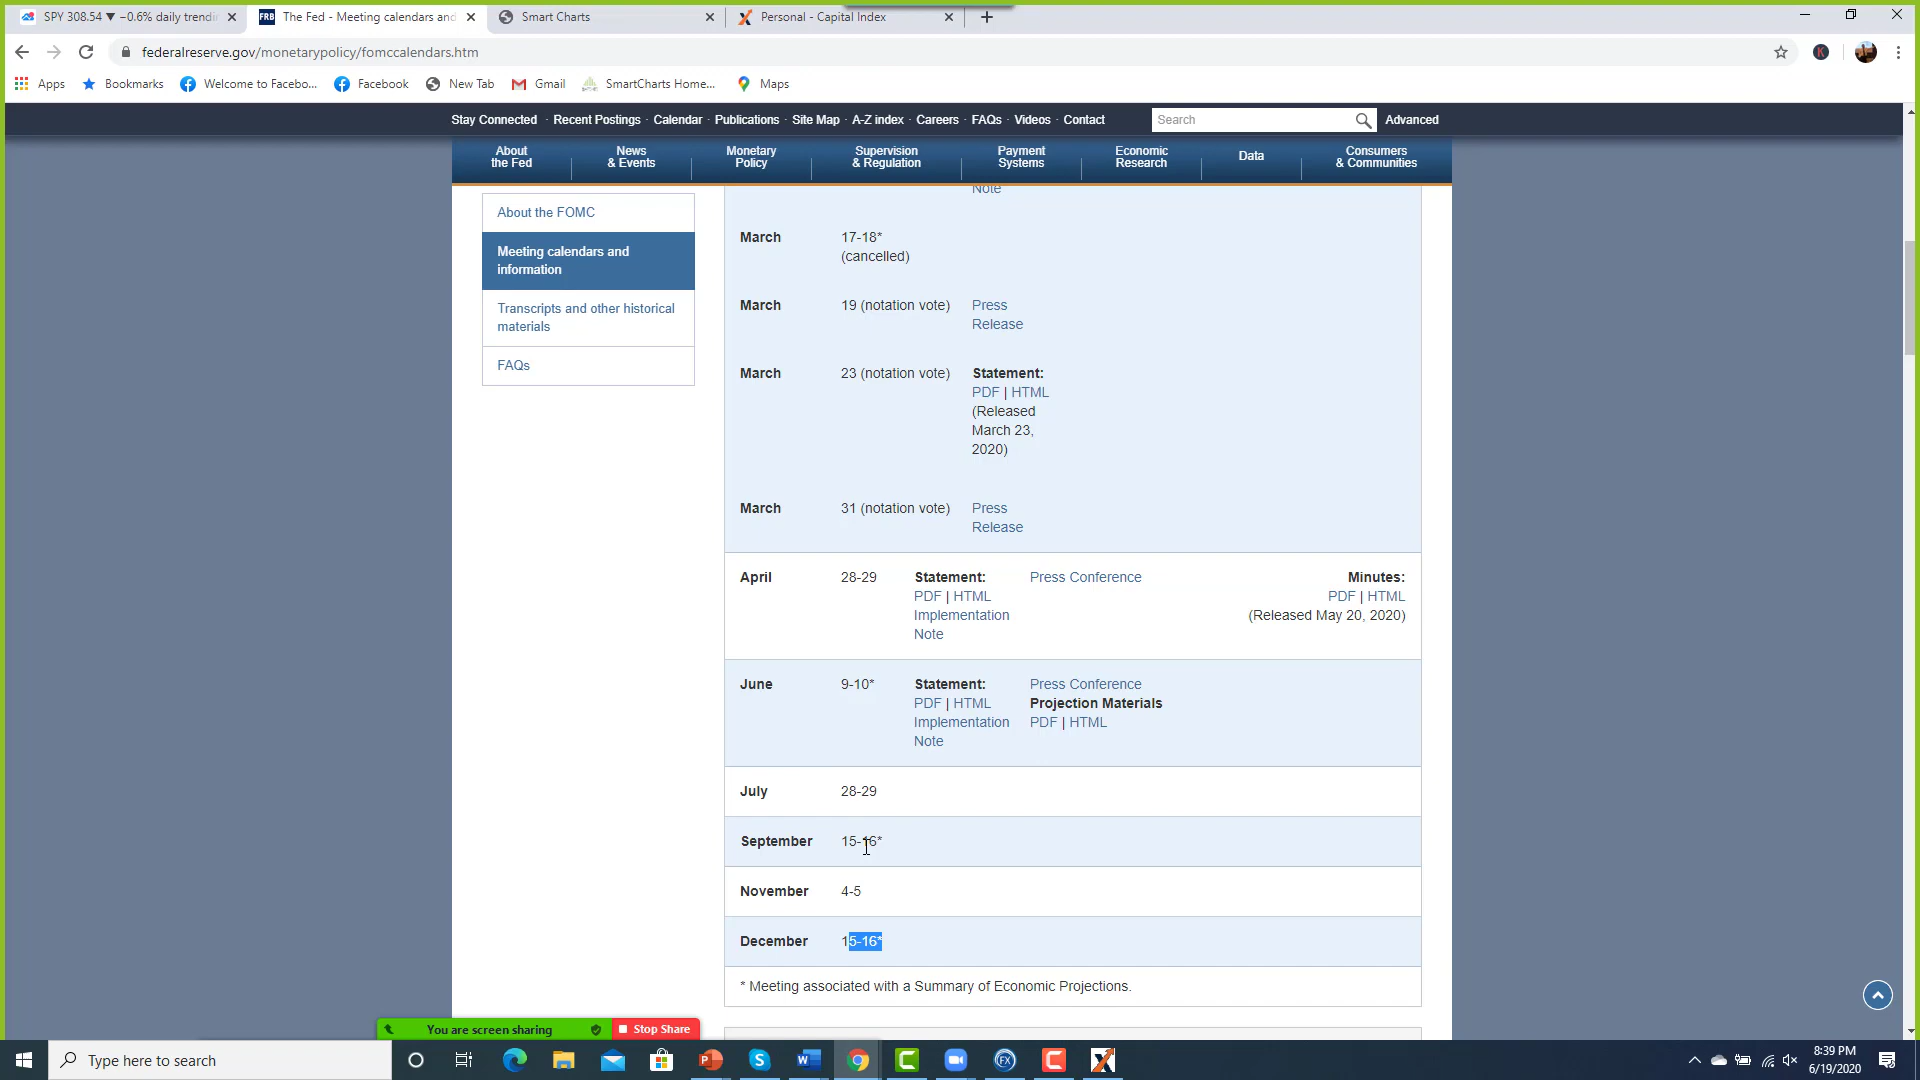 SPY 308.54 ▼ −0.6% daily trendi
The Fed - Meeting calendars and
Smart Charts
Personal - Capital Index
federalreserve.gov/monetarypolicy/fomccalendars.htm
K
Apps
Bookmarks
Welcome to Facebo...
Facebook
New Tab
Gmail
SmartCharts Home...
Maps
Stay Connected · Recent Postings · Calendar · Publications · Site Map · A-Z index · Careers · FAQs · Videos · Contact
Search
Advanced
About
the Fed
News
& Events
Monetary
Policy
Supervision
& Regulation
Payment
Systems
Economic
Research
Data
Consumers
& Communities
About the FOMC
Meeting calendars and
information
Transcripts and other historical
materials
FAQs
Note
March 17-18*
(cancelled)
March 19 (notation vote) Press
Release
March 23 (notation vote) Statement:
PDF | HTML
(Released
March 23,
2020)
March 31 (notation vote) Press
Release
April 28-29 Statement: Press Conference Minutes:
PDF | HTML PDF | HTML
Implementation (Released May 20, 2020)
Note
June 9-10* Statement: Press Conference
PDF | HTML Projection Materials
Implementation PDF | HTML
Note
July 28-29
September 15-16*
November 4-5
December 15-16*
* Meeting associated with a Summary of Economic Projections.
You are screen sharing
Stop Share
Type here to search
8:39 PM
6/19/2020